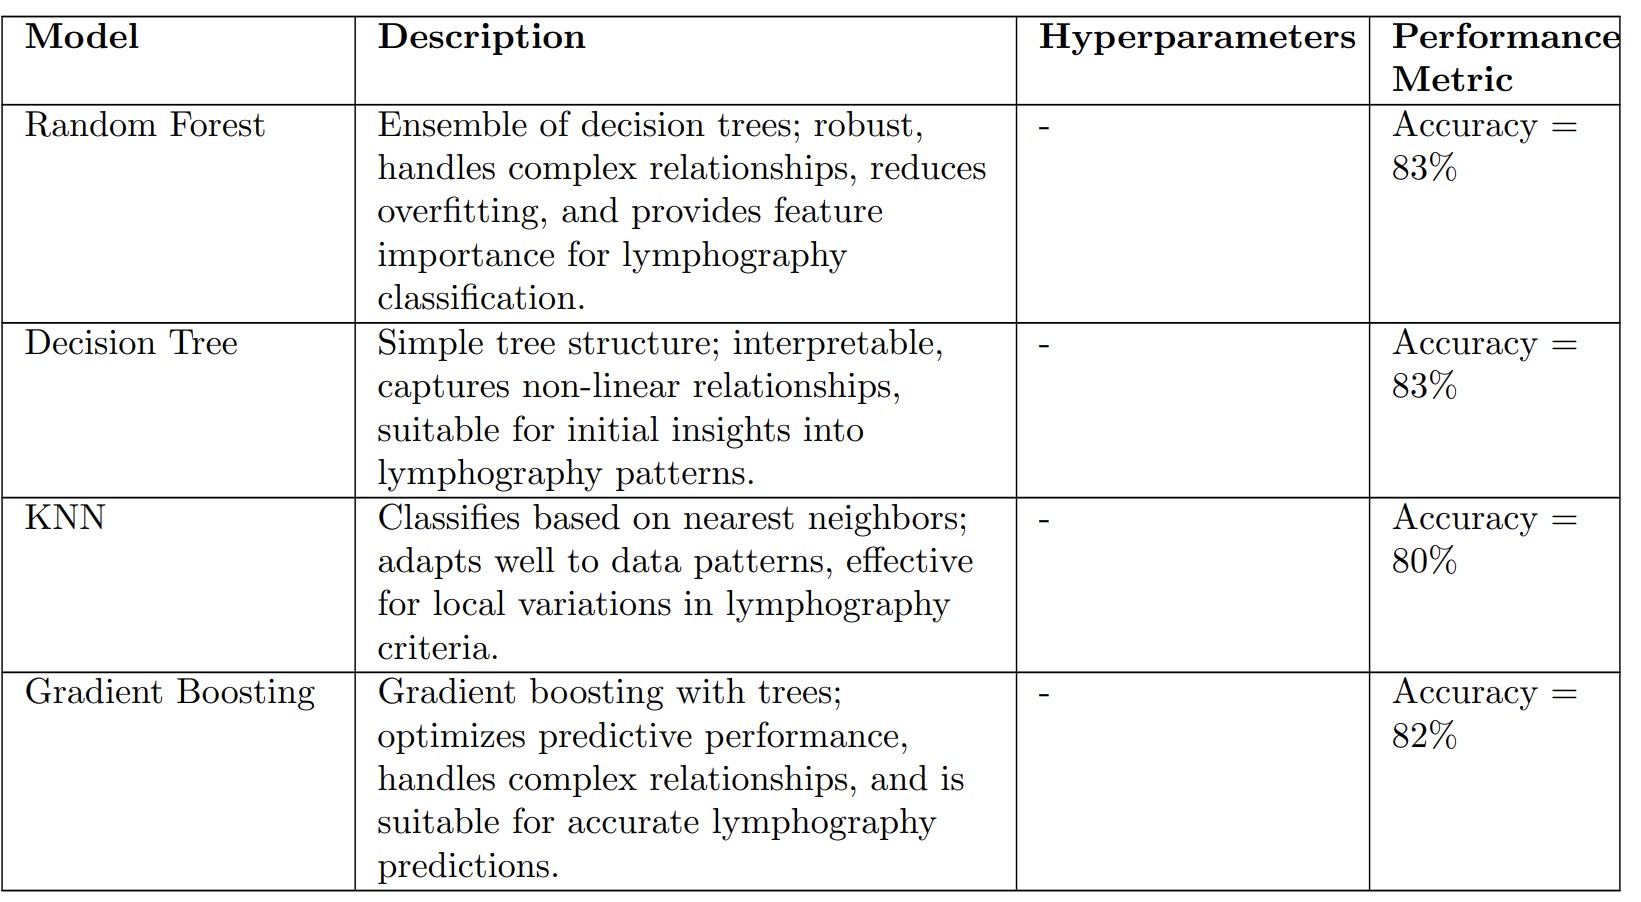 Model Description Hyperparameters Performance
Metric
Random Forest Ensemble of decision trees; robust, - Accuracy =
handles complex relationships, reduces 83%
overfitting, and provides feature
importance for lymphography
classification.
Decision Tree Simple tree structure; interpretable, - Accuracy =
captures non-linear relationships, 83%
suitable for initial insights into
lymphography patterns.
KNN Classifies based on nearest neighbors; - Accuracy =
adapts well to data patterns, effective 80%
for local variations in lymphography
criteria.
Gradient Boosting Gradient boosting with trees; - Accuracy =
optimizes predictive performance, 82%
handles complex relationships, and is
suitable for accurate lymphography
predictions.